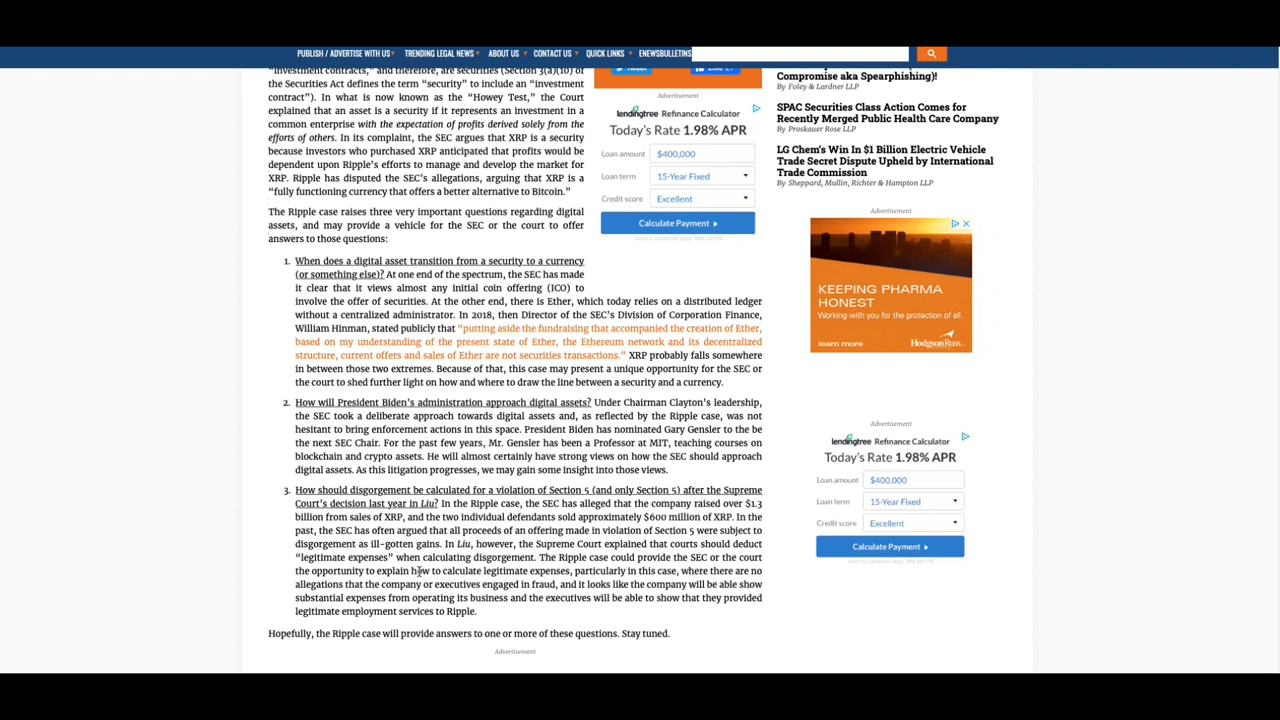 PUBLISH / ADVERTISE WITH US
TRENDING LEGAL NEWS
ABOUT US
CONTACT US
QUICK LINKS
ENEWSBULLETINS
"investment contracts," and therefore, are securities (Section 3(a)(10) of
the Securities Act defines the term "security" to include an "investment
contract"). In what is now known as the "Howey Test," the Court
explained that an asset is a security if it represents an investment in a
common enterprise with the expectation of profits derived solely from the
efforts of others. In its complaint, the SEC argues that XRP is a security
because investors who purchased XRP anticipated that profits would be
dependent upon Ripple's efforts to manage and develop the market for
XRP. Ripple has disputed the SEC's allegations, arguing that XRP is a
"fully functioning currency that offers a better alternative to Bitcoin."
The Ripple case raises three very important questions regarding digital
assets, and may provide a vehicle for the SEC or the court to offer
answers to those questions:
1. When does a digital asset transition from a security to a currency
(or something else)? At one end of the spectrum, the SEC has made
it clear that it views almost any initial coin offering (ICO) to
involve the offer of securities. At the other end, there is Ether, which today relies on a distributed ledger
without a centralized administrator. In 2018, then Director of the SEC's Division of Corporation Finance,
William Hinman, stated publicly that "putting aside the fundraising that accompanied the creation of Ether,
based on my understanding of the present state of Ether, the Ethereum network and its decentralized
structure, current offers and sales of Ether are not securities transactions." XRP probably falls somewhere
in between those two extremes. Because of that, this case may present a unique opportunity for the SEC or
the court to shed further light on how and where to draw the line between a security and a currency.
2. How will President Biden's administration approach digital assets? Under Chairman Clayton's leadership,
the SEC took a deliberate approach towards digital assets and, as reflected by the Ripple case, was not
hesitant to bring enforcement actions in this space. President Biden has nominated Gary Gensler to the be
the next SEC Chair. For the past few years, Mr. Gensler has been a Professor at MIT, teaching courses on
blockchain and crypto assets. He will almost certainly have strong views on how the SEC should approach
digital assets. As this litigation progresses, we may gain some insight into those views.
3. How should disgorgement be calculated for a violation of Section 5 (and only Section 5) after the Supreme
Court's decision last year in Liu? In the Ripple case, the SEC has alleged that the company raised over $1.3
billion from sales of XRP, and the two individual defendants sold approximately $600 million of XRP. In the
past, the SEC has often argued that all proceeds of an offering made in violation of Section 5 were subject to
disgorgement as ill-gotten gains. In Liu, however, the Supreme Court explained that courts should deduct
"legitimate expenses" when calculating disgorgement. The Ripple case could provide the SEC or the court
the opportunity to explain how to calculate legitimate expenses, particularly in this case, where there are no
allegations that the company or executives engaged in fraud, and it looks like the company will be able show
substantial expenses from operating its business and the executives will be able to show that they provided
legitimate employment services to Ripple.
Hopefully, the Ripple case will provide answers to one or more of these questions. Stay tuned.
Advertisement
Advertisement
lendingtree Refinance Calculator
Today's Rate 1.98% APR
Loan amount $400,000
Loan term 15-Year Fixed
Credit score Excellent
Calculate Payment
Compromise aka Spearphishing)!
By Foley & Lardner LLP
SPAC Securities Class Action Comes for
Recently Merged Public Health Care Company
By Proskauer Rose LLP
LG Chem's Win In $1 Billion Electric Vehicle
Trade Secret Dispute Upheld by International
Trade Commission
By Sheppard, Mullin, Richter & Hampton LLP
Advertisement
KEEPING PHARMA
HONEST
Working with you for the protection of all.
learn more
HodgsonRuss
Advertisement
lendingtree Refinance Calculator
Today's Rate 1.98% APR
Loan amount $400,000
Loan term 15-Year Fixed
Credit score Excellent
Calculate Payment